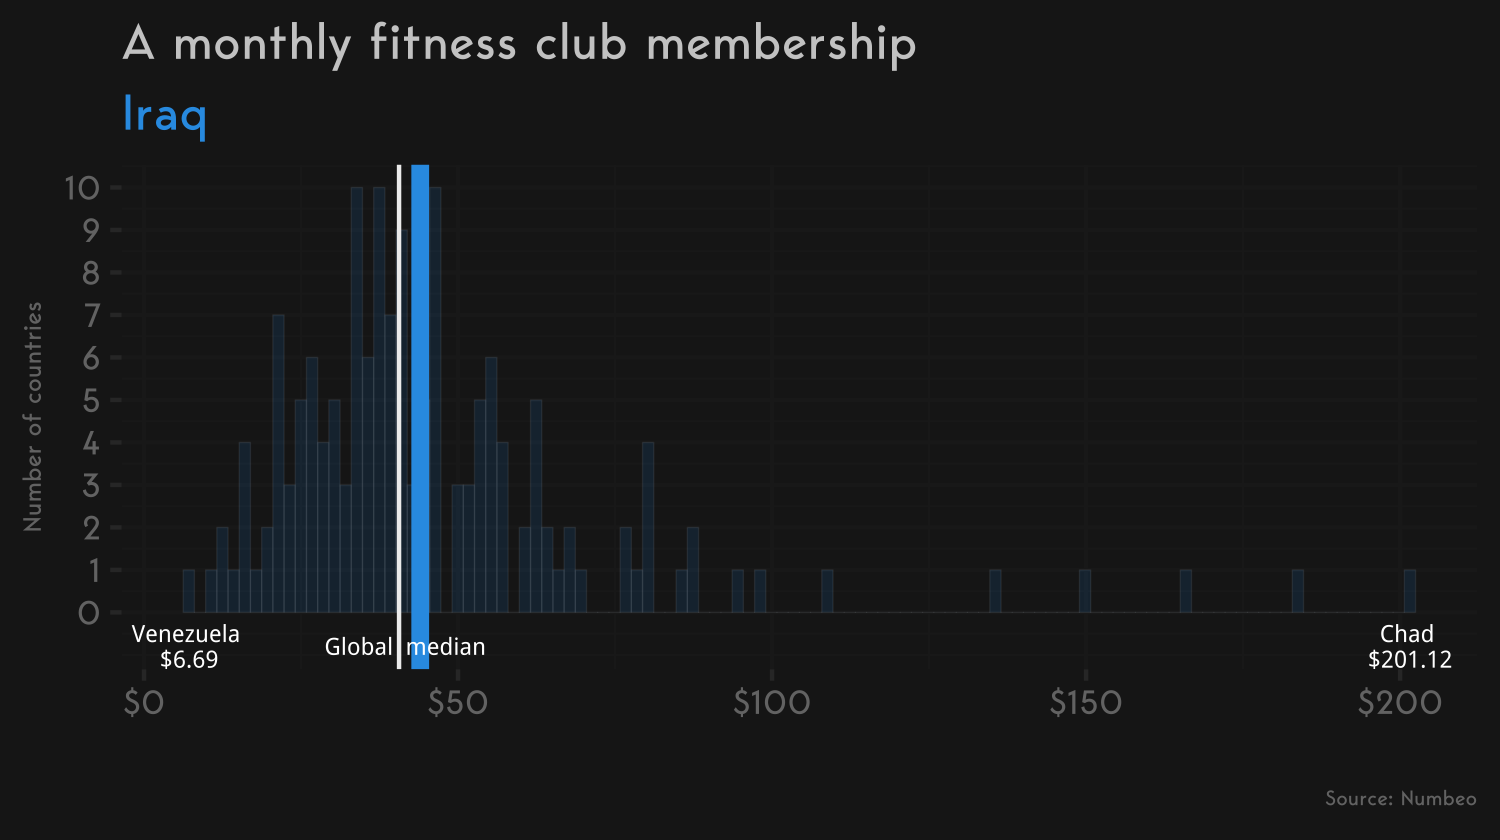 A monthly fitness club membership
Iraq
Number of countries
10
9
8
7
6
5
4
3
2
1
0
Venezuela
$6.69
Global median
Chad
$201.12
$0
$50
$100
$150
$200
Source: Numbeo